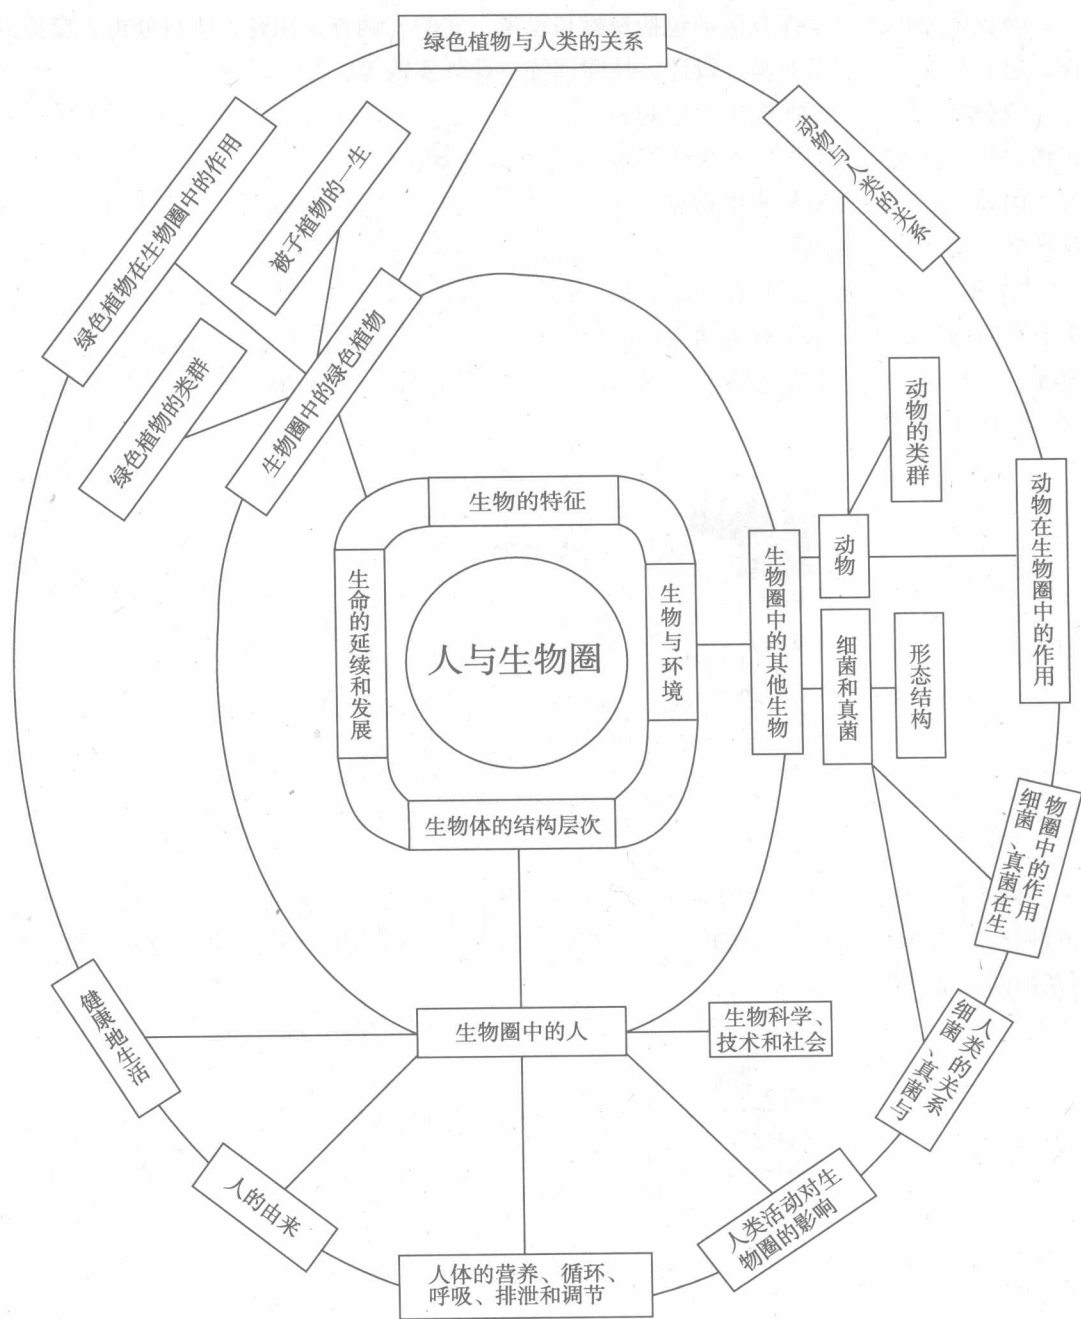 绿色植物与人类的关系
动物与人类的关系
绿色植物在生物圈中的作用
被子植物的一生
绿色植物的类群
生物圈中的绿色植物
动物的类群
动物在生物圈中的作用
动物
生物圈中的其他生物
细菌和真菌
形态结构
生物的特征
生物与环境
生命的延续和发展
人与生物圈
生物体的结构层次
细菌、真菌在生
物圈中的作用
细菌、真菌与
人类的关系
生物圈中的人
生物科学、
技术和社会
健康地生活
人的由来
人体的营养、循环、
呼吸、排泄和调节
人类活动对生
物圈的影响